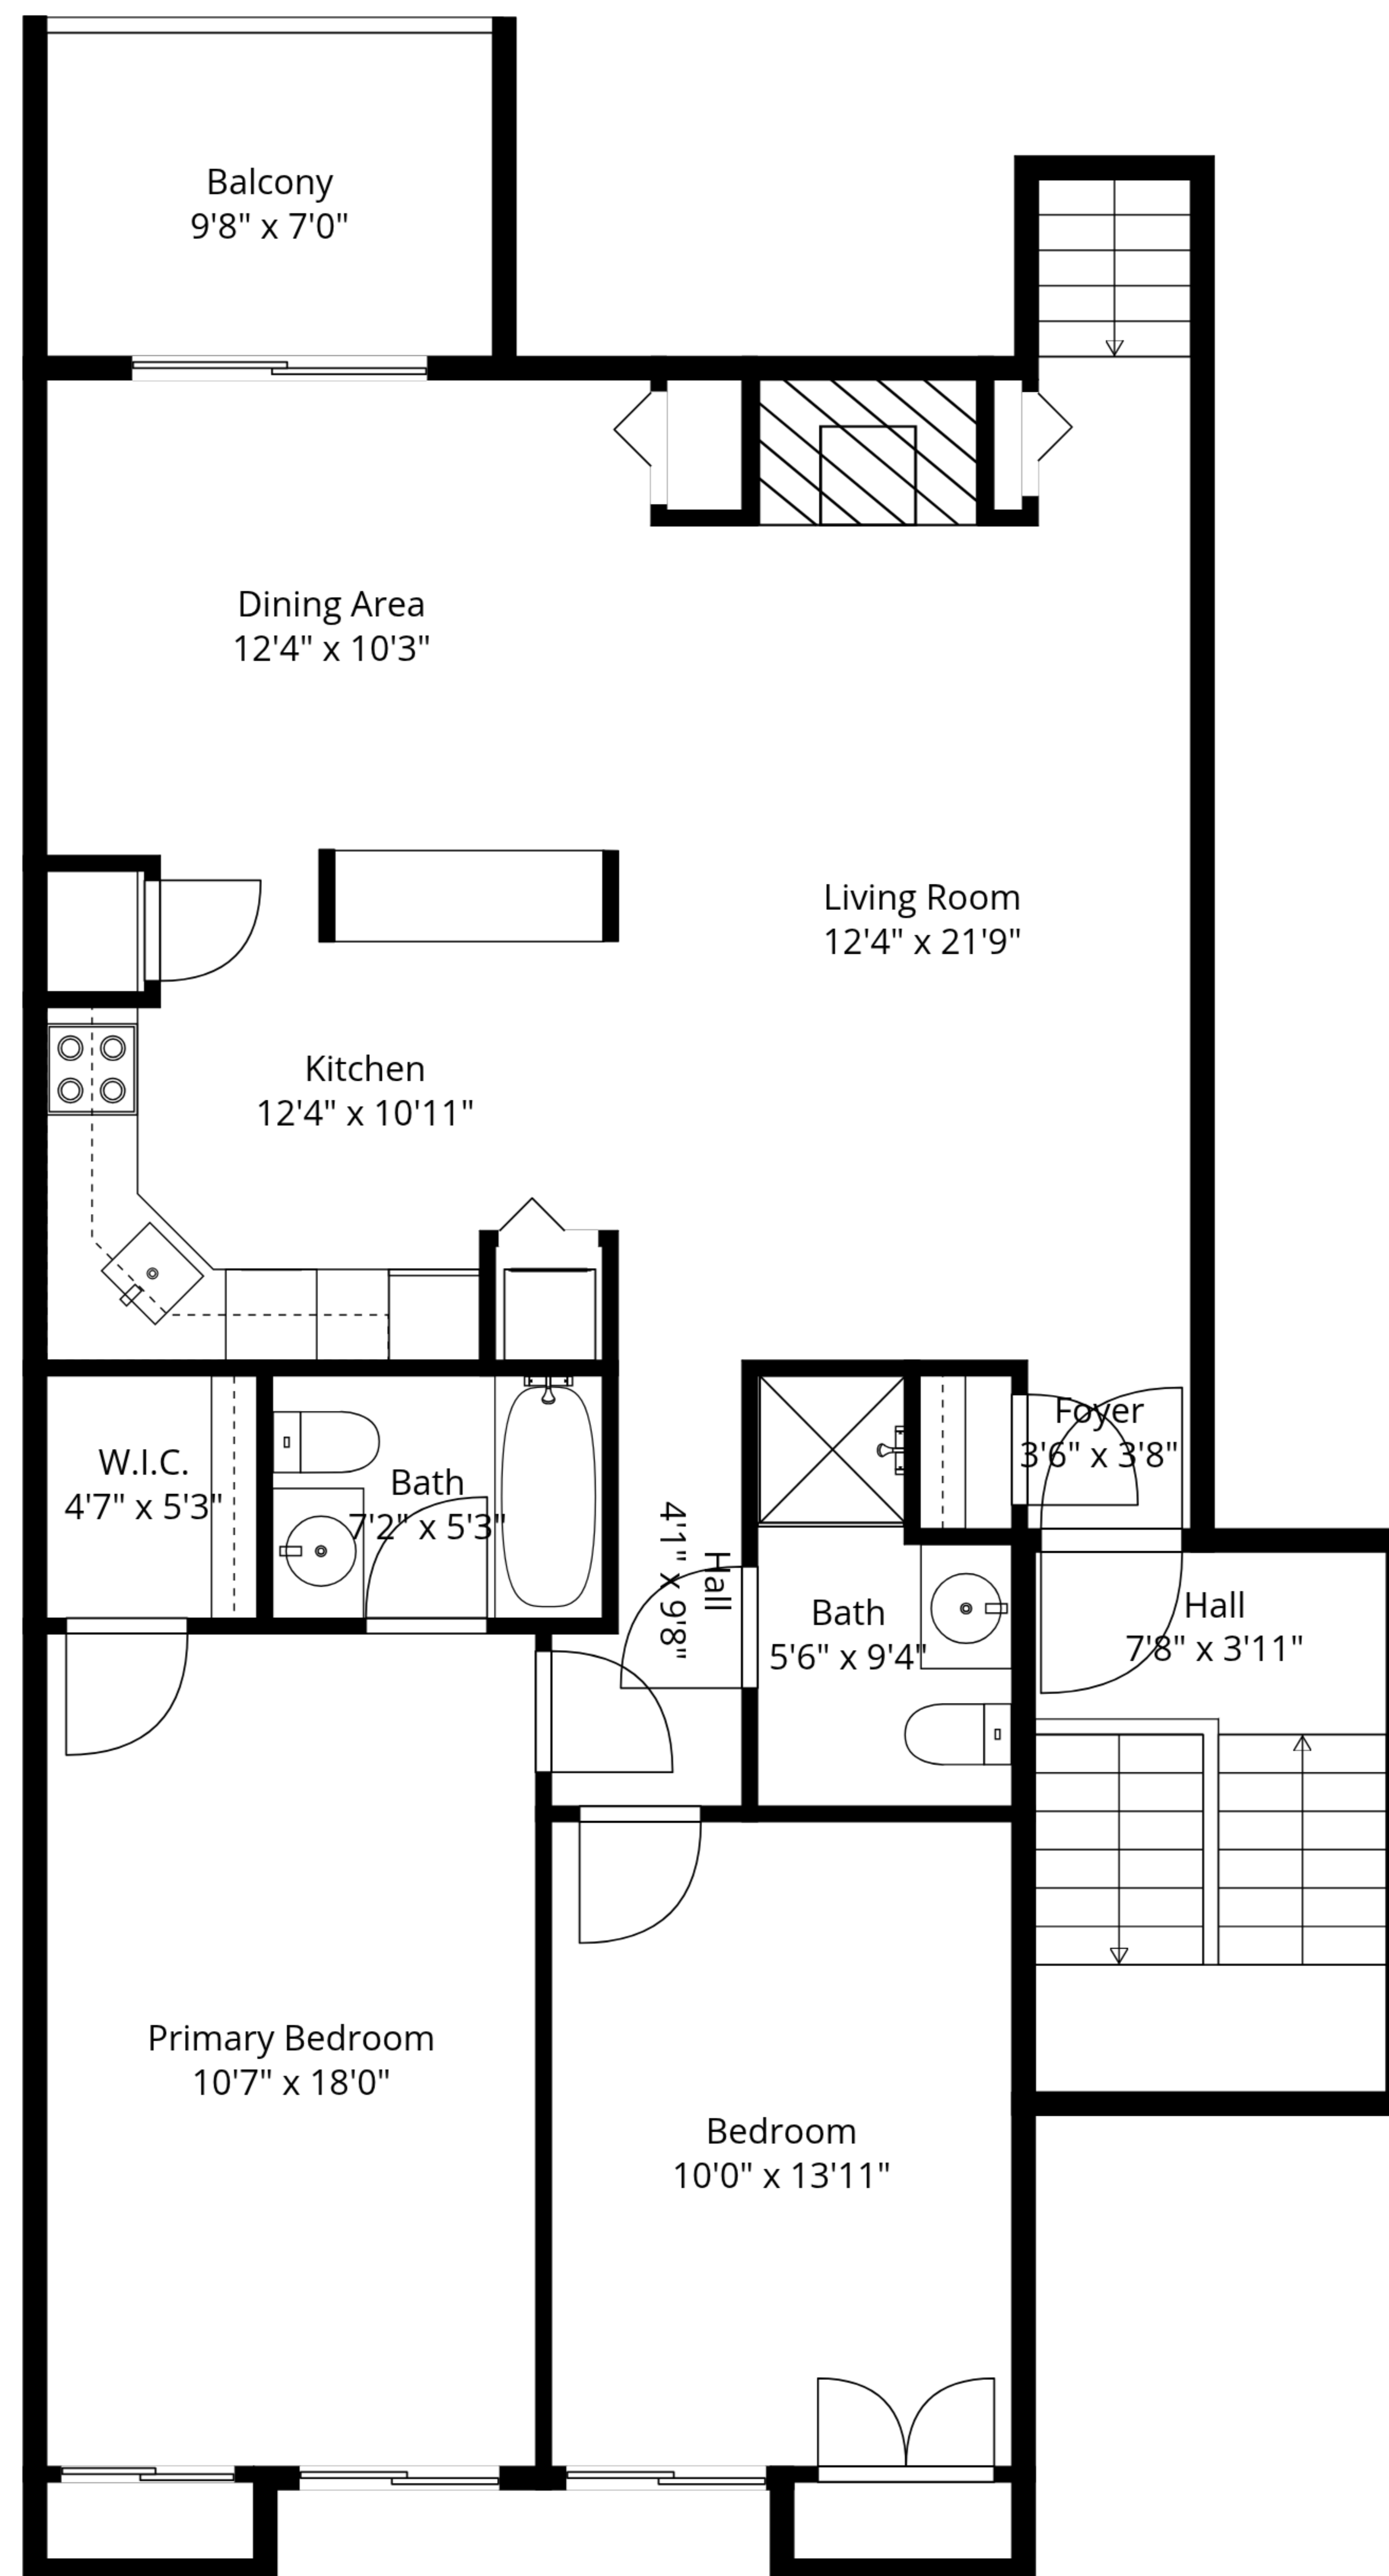 Balcony
9'8" x 7'0"
Dining Area
12'4" x 10'3"
Living Room
12'4" x 21'9"
Kitchen
12'4" x 10'11"
Foyer
3'6" x 3'8"
W.I.C.
4'7" x 5'3"
Bath
7'2" x 5'3"
Hall
4'1" x 9'8"
Bath
5'6" x 9'4"
Hall
7'8" x 3'11"
Primary Bedroom
10'7" x 18'0"
Bedroom
10'0" x 13'11"